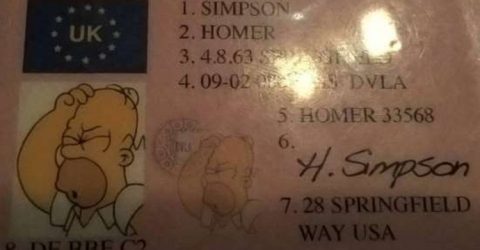 UK
1. SIMPSON
2. HOMER
3. 4.8.63
4. 09-02 DVLA
5. HOMER 33568
6.
H. Simpson
7. 28 SPRINGFIELD
WAY USA
8.